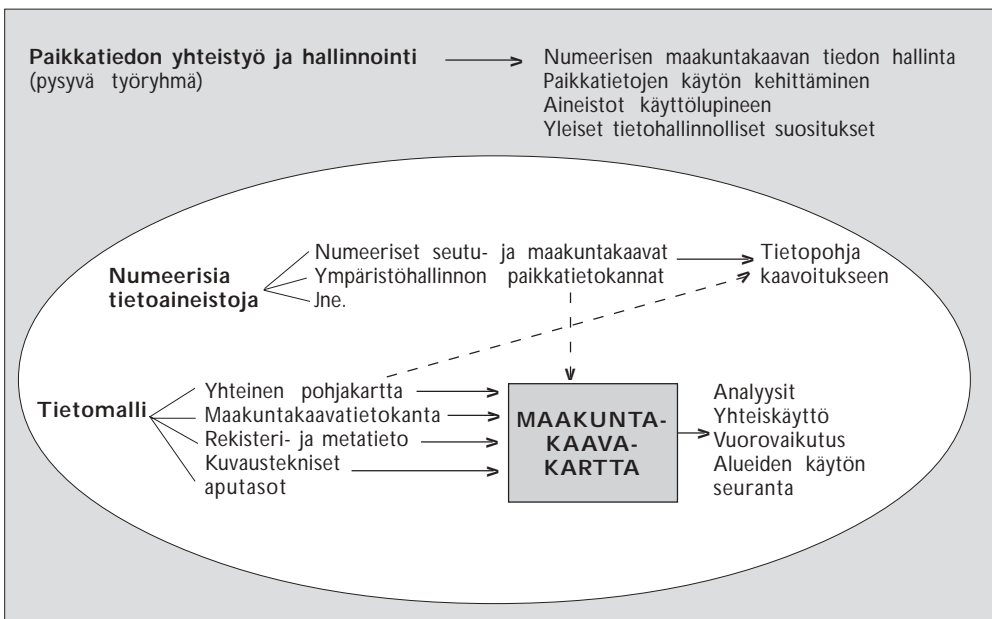 Paikkatiedon yhteistyö ja hallinnointi
(pysyvä työryhmä)
Numeerisen maakuntakaavan tiedon hallinta
Paikkatietojen käytön kehittäminen
Aineistot käyttölupineen
Yleiset tietohallinnolliset suositukset
Numeerisia
tietoaineistoja
Numeeriset seutu- ja maakuntakaavat
Ympäristöhallinnon paikkatietokannat
Jne.
Tietopohja
kaavoitukseen
Tietomalli
Yhteinen pohjakartta
Maakuntakaavatietokanta
Rekisteri- ja metatieto
Kuvaustekniset
aputasot
MAAKUNTA-
KAAVA-
KARTTA
Analyysit
Yhteiskäyttö
Vuorovaikutus
Alueiden käytön
seuranta